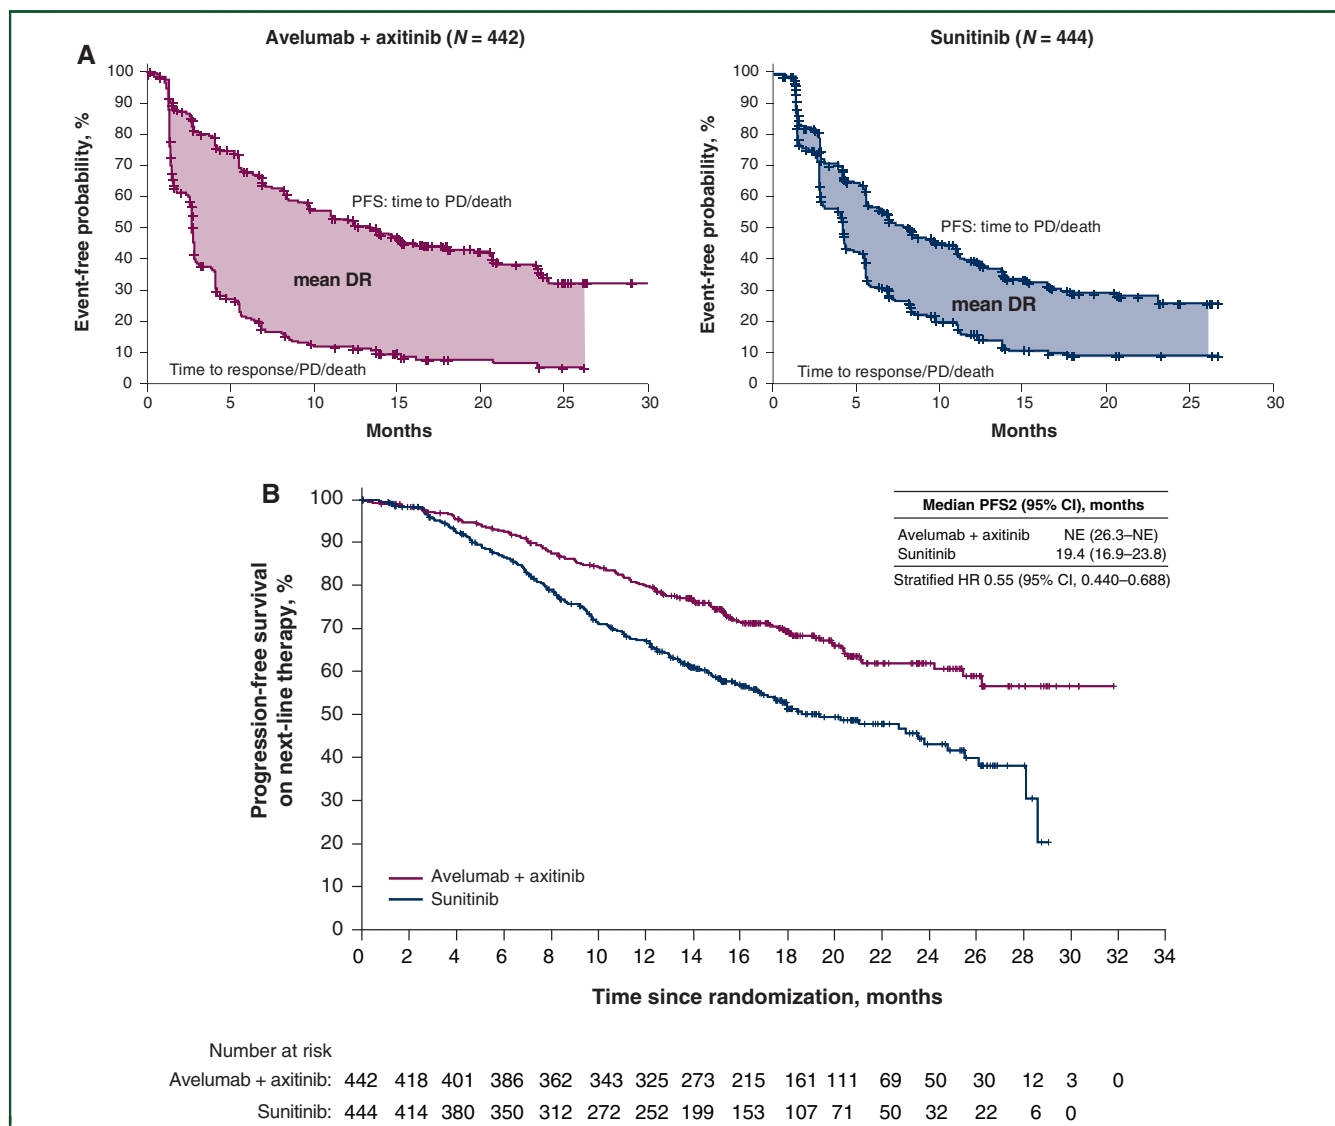 A
Avelumab + axitinib (N = 442)
Event-free probability, %
100
90
80
70
60
50
40
30
20
10
0
PFS: time to PD/death
mean DR
Time to response/PD/death
0 5 10 15 20 25 30
Months
Sunitinib (N = 444)
Event-free probability, %
100
90
80
70
60
50
40
30
20
10
0
PFS: time to PD/death
mean DR
Time to response/PD/death
0 5 10 15 20 25 30
Months
B
Progression-free survival
on next-line therapy, %
100
90
80
70
60
50
40
30
20
10
0
Median PFS2 (95% CI), months
Avelumab + axitinib NE (26.3–NE)
Sunitinib 19.4 (16.9–23.8)
Stratified HR 0.55 (95% CI, 0.440–0.688)
Avelumab + axitinib
Sunitinib
0 2 4 6 8 10 12 14 16 18 20 22 24 26 28 30 32 34
Time since randomization, months
Number at risk
Avelumab + axitinib: 442 418 401 386 362 343 325 273 215 161 111 69 50 30 12 3 0
Sunitinib: 444 414 380 350 312 272 252 199 153 107 71 50 32 22 6 0